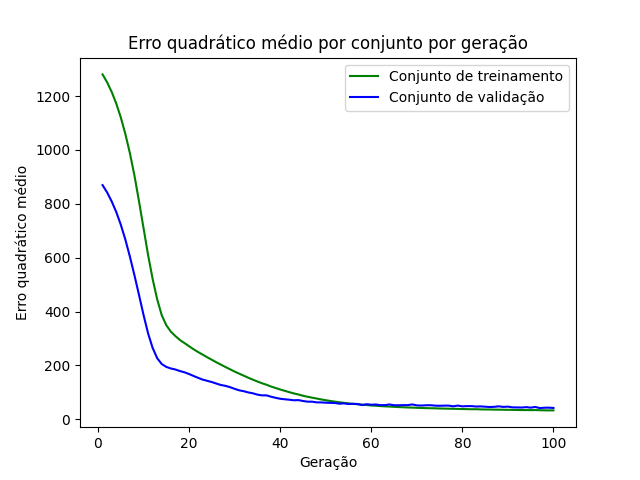 Erro quadrático médio por conjunto por geração
Conjunto de treinamento
Conjunto de validação
Erro quadrático médio
1200
1000
800
600
400
200
0
0 20 40 60 80 100
Geração